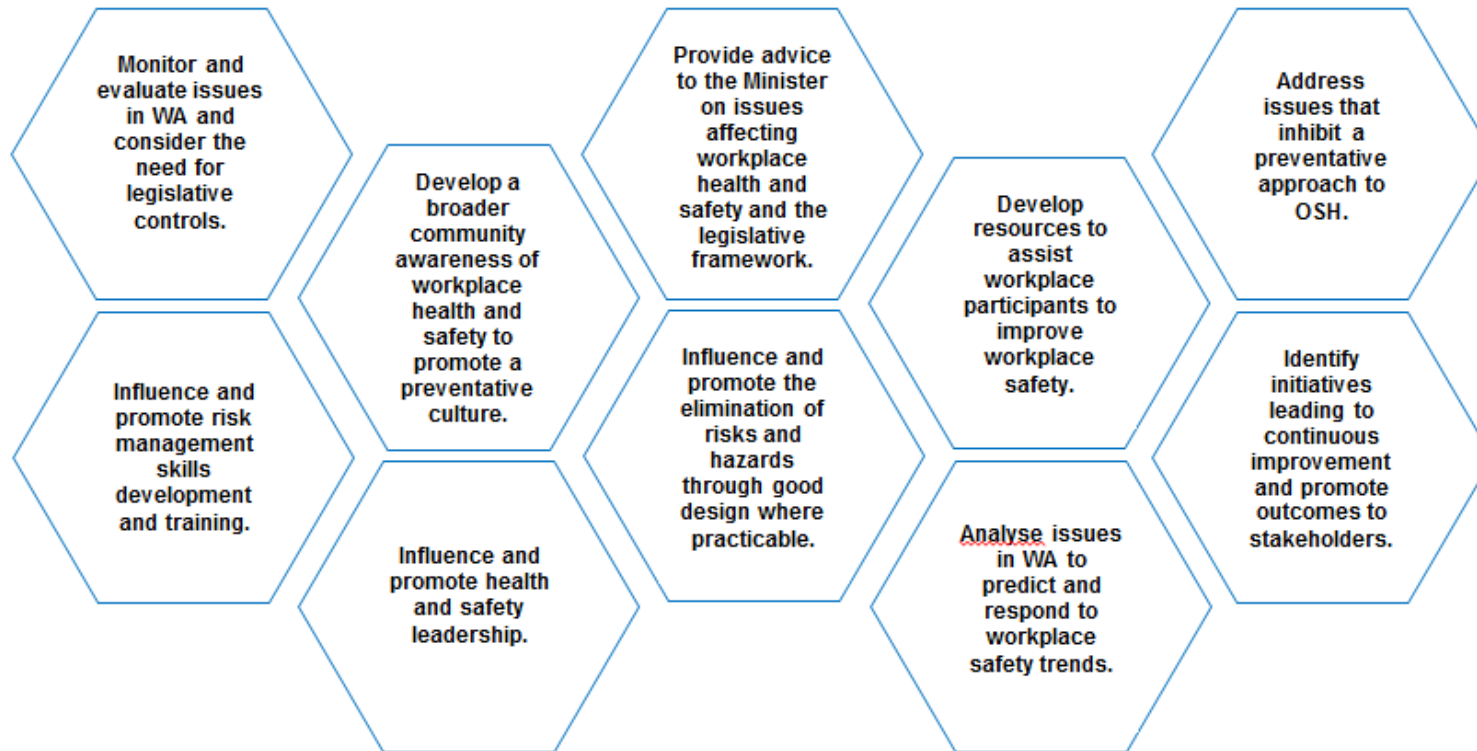 Monitor and
evaluate issues
in WA and
consider the
need for
legislative
controls.
Influence and
promote risk
management
skills
development
and training.
Develop a
broader
community
awareness of
workplace
health and
safety to
promote a
preventative
culture.
Influence and
promote health
and safety
leadership.
Provide advice
to the Minister
on issues
affecting
workplace
health and
safety and the
legislative
framework.
Influence and
promote the
elimination of
risks and
hazards
through good
design where
practicable.
Develop
resources to
assist
workplace
participants to
improve
workplace
safety.
Analyse issues
in WA to
predict and
respond to
workplace
safety trends.
Address
issues that
inhibit a
preventative
approach to
OSH.
Identify
initiatives
leading to
continuous
improvement
and promote
outcomes to
stakeholders.